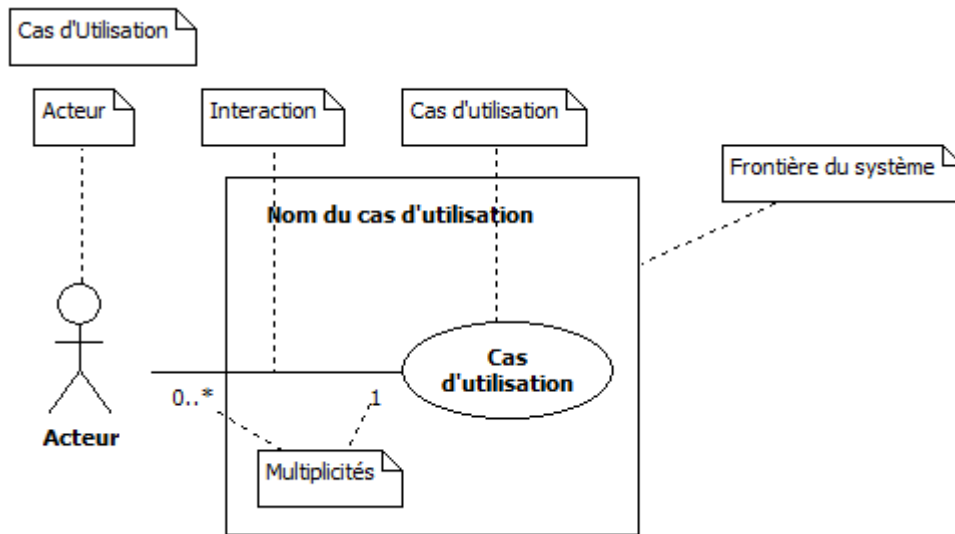 Cas d'Utilisation
Acteur
Interaction
Cas d'utilisation
Frontière du système
Nom du cas d'utilisation
Cas
d'utilisation
0..*
1
Acteur
Multiplicités